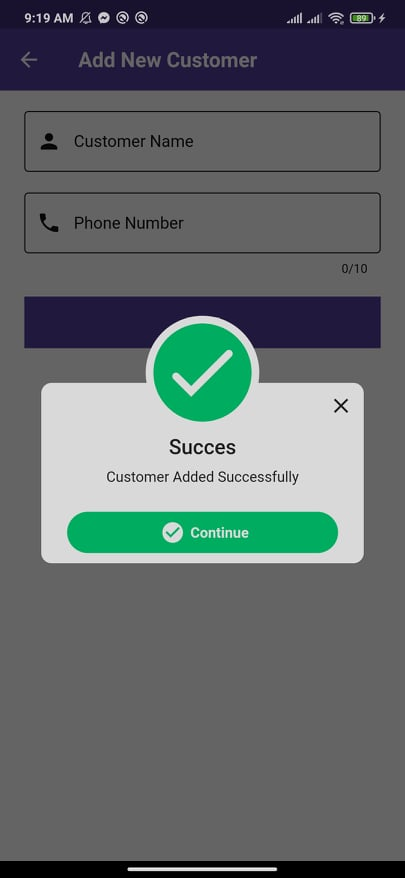 9:19 AM
89
Add New Customer
Customer Name
Phone Number
0/10
Succes
Customer Added Successfully
Continue